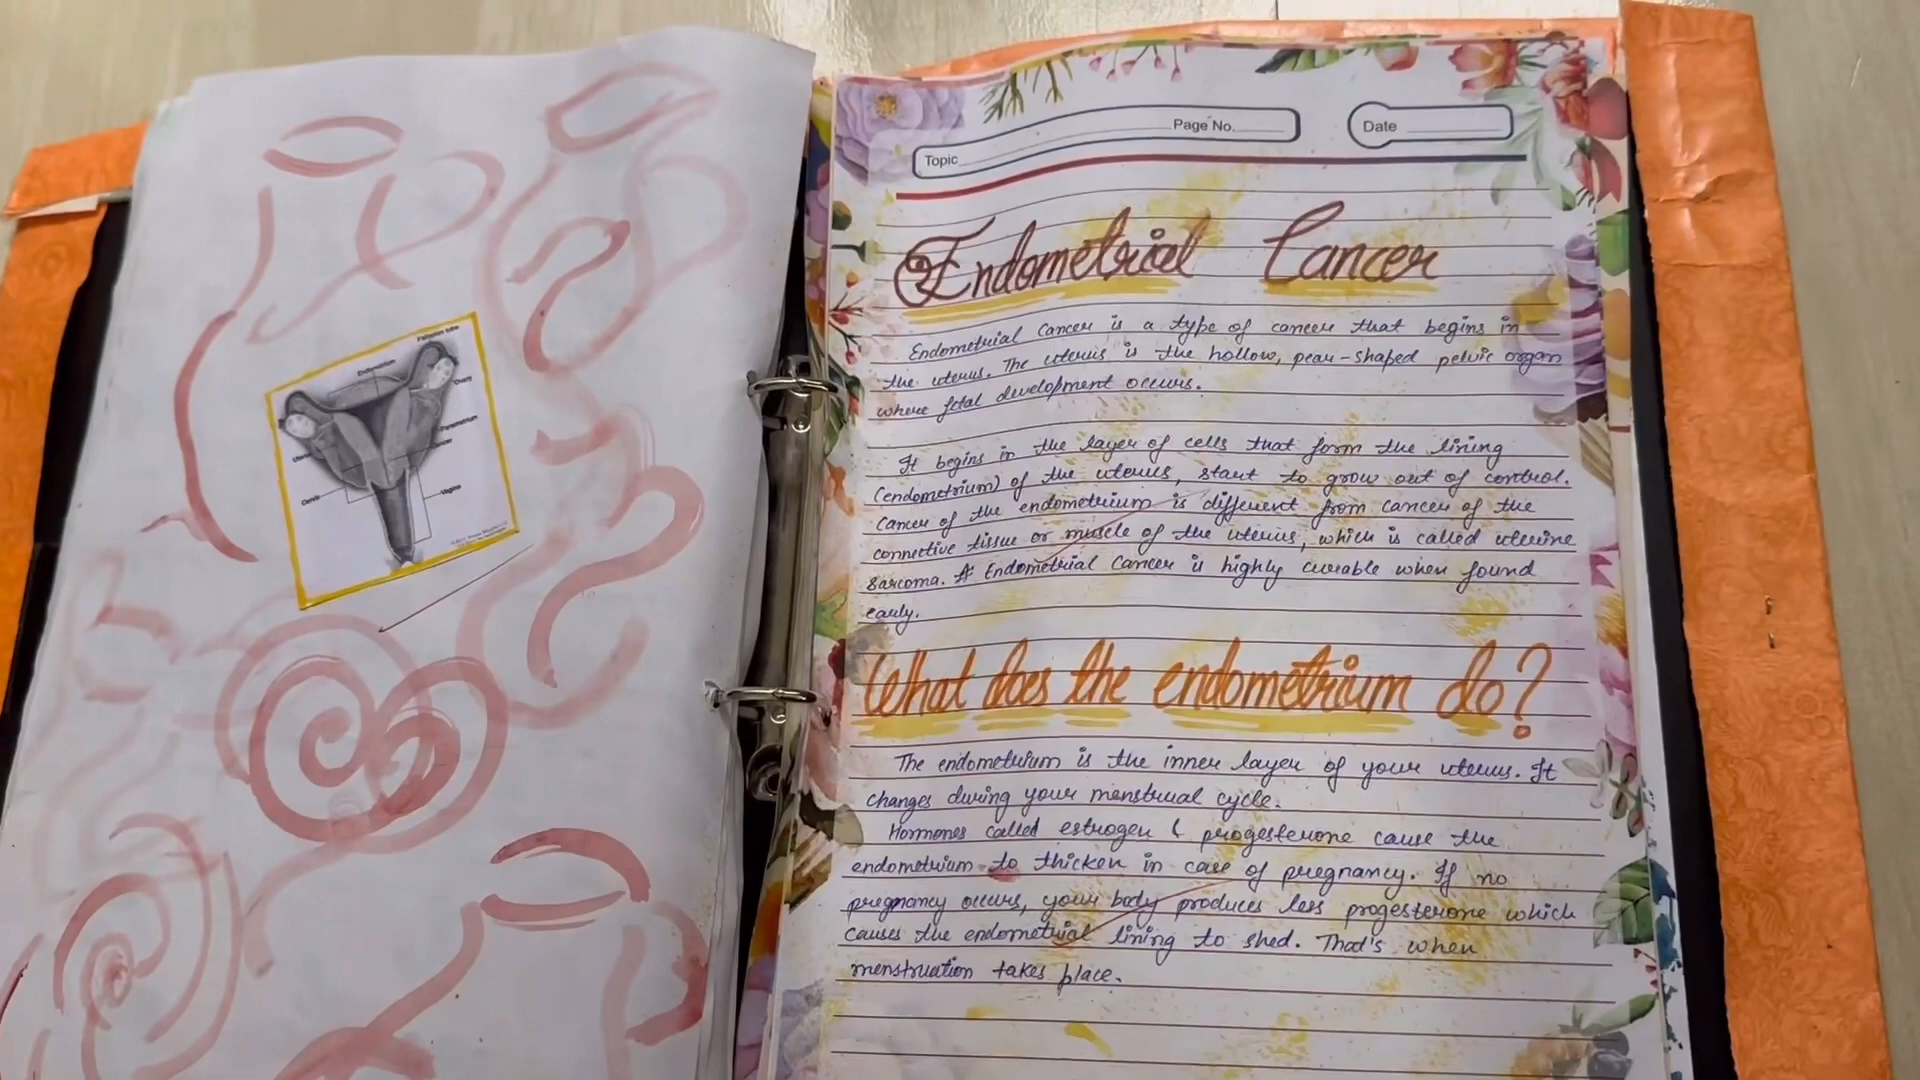 Fallopian tube
Endometrium
Ovary
Parametrium
Cancer
Uterus
Cervix
Vagina
Page No.
Date
Topic
Endometrial Cancer
Endometrial Cancer is a type of cancer that begins in
the uterus. The uterus is the hollow, pear-shaped pelvic organ
where fetal development occurs.
It begins in the layer of cells that form the lining
(endometrium) of the uterus, start to grow out of control.
Cancer of the endometrium is different from cancer of the
connective tissue or muscle of the uterus, which is called uterine
sarcoma. Endometrial Cancer is highly curable when found
early.
What does the endometrium do?
The endometrium is the inner layer of your uterus. It
changes during your menstrual cycle.
Hormones called estrogen & progesterone cause the
endometrium to thicken in case of pregnancy. If no
pregnancy occurs, your body produces less progesterone which
causes the endometrial lining to shed. That's when
menstruation takes place.